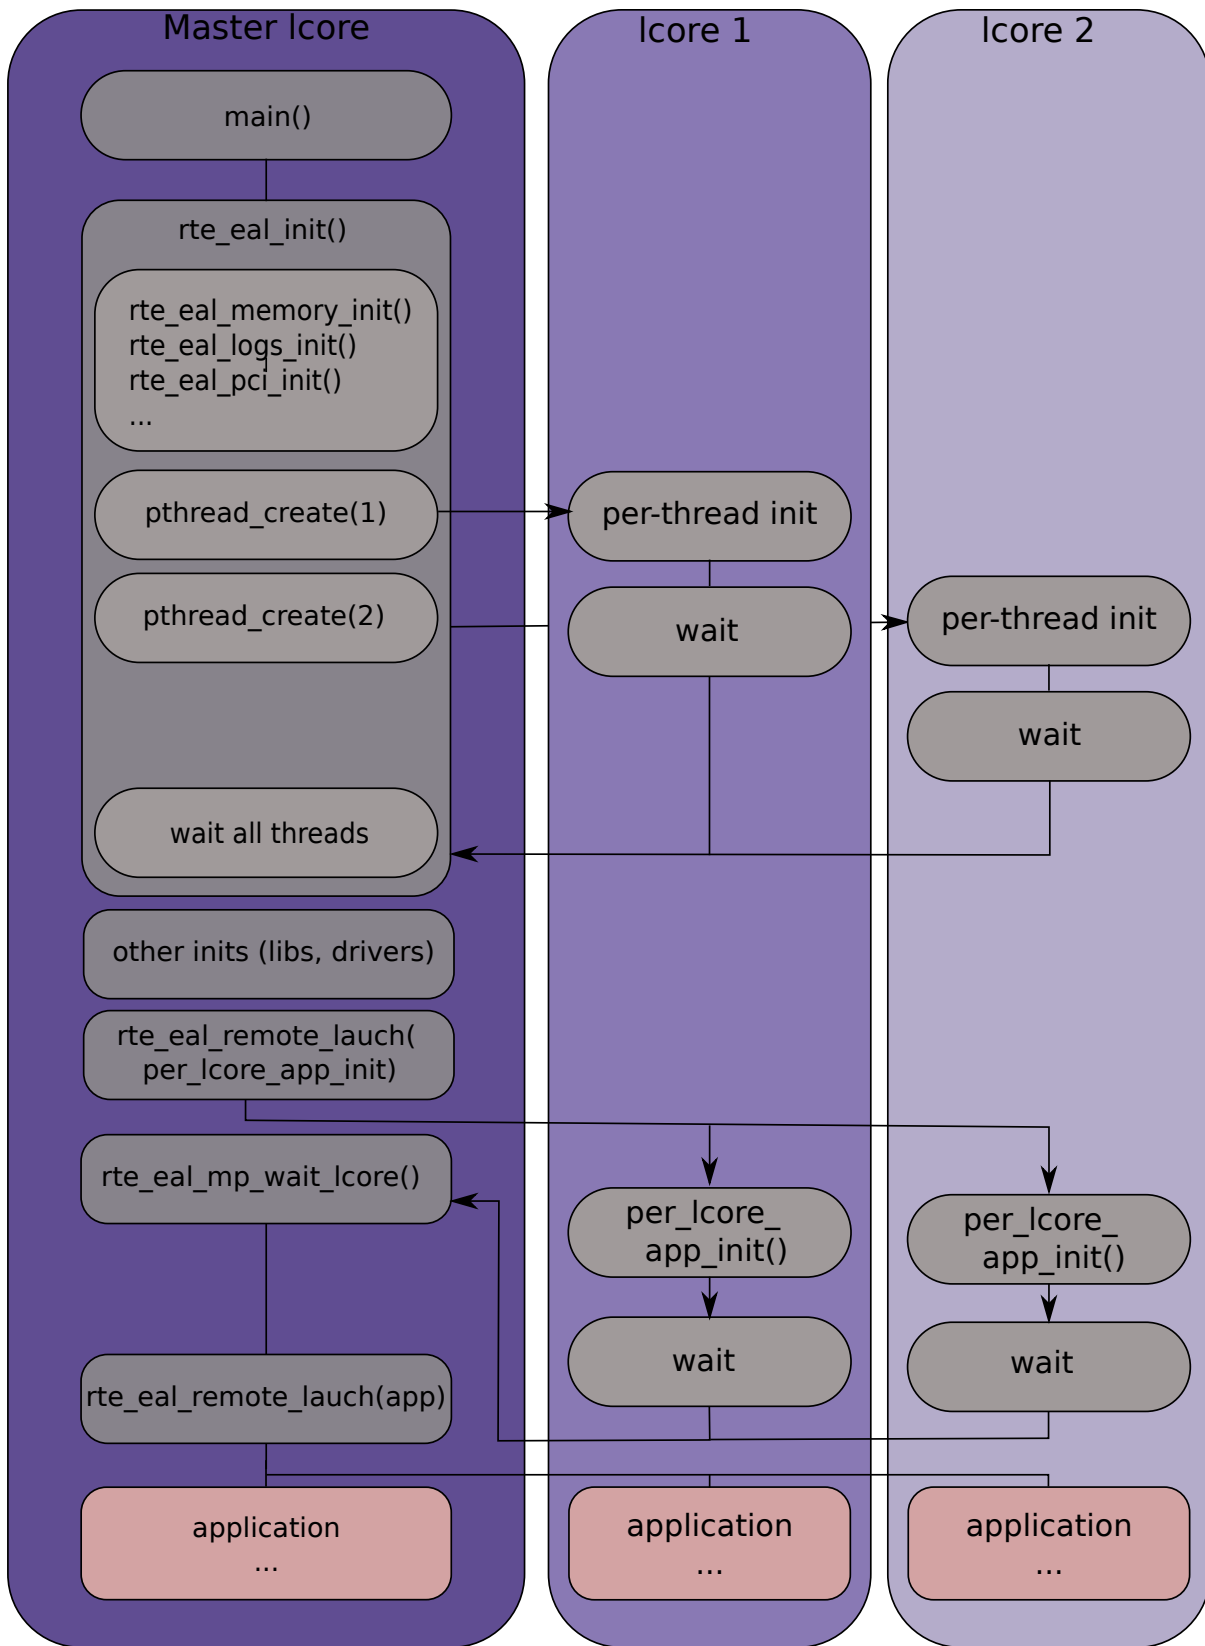 Master lcore
main()
rte_eal_init()
rte_eal_memory_init()
rte_eal_logs_init()
rte_eal_pci_init()
...
pthread_create(1)
pthread_create(2)
wait all threads
other inits (libs, drivers)
rte_eal_remote_lauch(
per_lcore_app_init)
rte_eal_mp_wait_lcore()
rte_eal_remote_lauch(app)
application
...
lcore 1
per-thread init
wait
per_lcore_
app_init()
wait
application
...
lcore 2
per-thread init
wait
per_lcore_
app_init()
wait
application
...